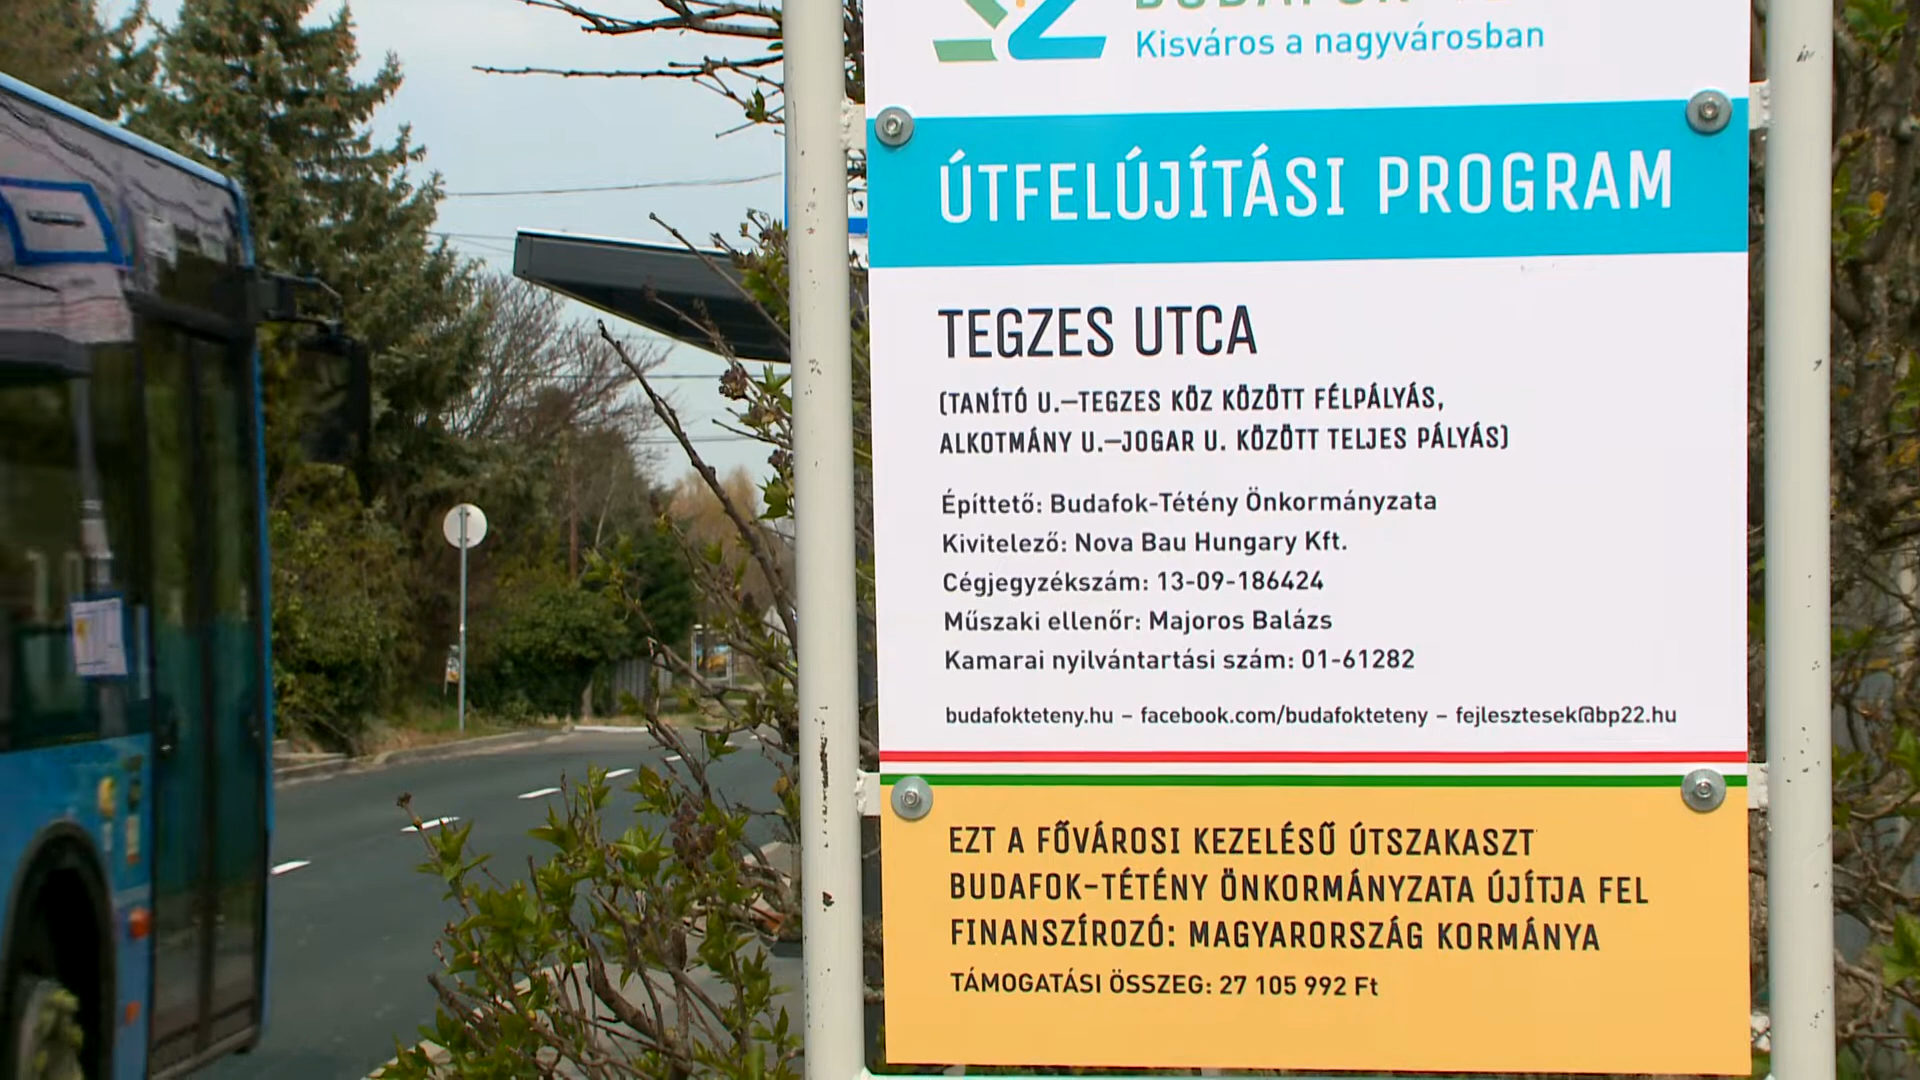 Kisváros a nagyvárosban
ÚTFELÚJÍTÁSI PROGRAM
TEGZES UTCA
(TANÍTÓ U.–TEGZES KÖZ KÖZÖTT FÉLPÁLYÁS,
ALKOTMÁNY U.–JOGAR U. KÖZÖTT TELJES PÁLYÁS)
Építtető: Budafok-Tétény Önkormányzata
Kivitelező: Nova Bau Hungary Kft.
Cégjegyzékszám: 13-09-186424
Műszaki ellenőr: Majoros Balázs
Kamarai nyilvántartási szám: 01-61282
budafokteteny.hu – facebook.com/budafokteteny – fejlesztesek@bp22.hu
EZT A FŐVÁROSI KEZELÉSŰ ÚTSZAKASZT
BUDAFOK-TÉTÉNY ÖNKORMÁNYZATA ÚJÍTJA FEL
FINANSZÍROZÓ: MAGYARORSZÁG KORMÁNYA
TÁMOGATÁSI ÖSSZEG: 27 105 992 Ft